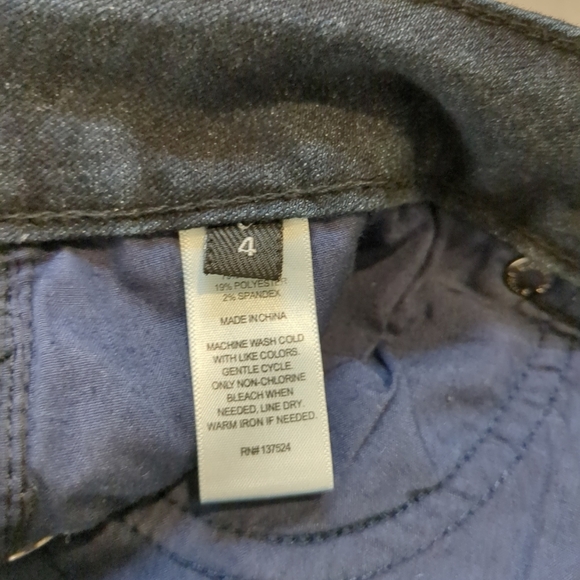 4
19% POLYESTER
2% SPANDEX
MADE IN CHINA
MACHINE WASH COLD
WITH LIKE COLORS.
GENTLE CYCLE.
ONLY NON-CHLORINE
BLEACH WHEN
NEEDED, LINE DRY.
WARM IRON IF NEEDED.
RN# 137524